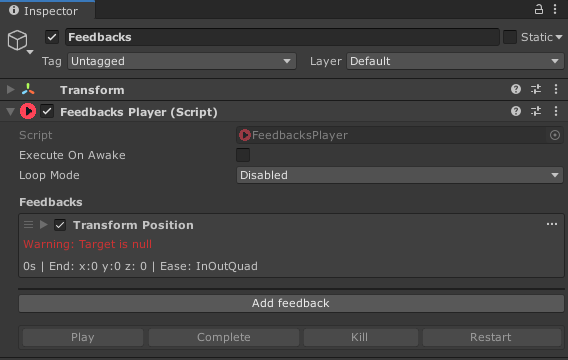 Inspector
Feedbacks Static
Tag Untagged Layer Default
Transform
Feedbacks Player (Script)
Script FeedbacksPlayer
Execute On Awake
Loop Mode Disabled
Feedbacks
Transform Position
Warning: Target is null
0s | End: x:0 y:0 z: 0 | Ease: InOutQuad
Add feedback
Play Complete Kill Restart